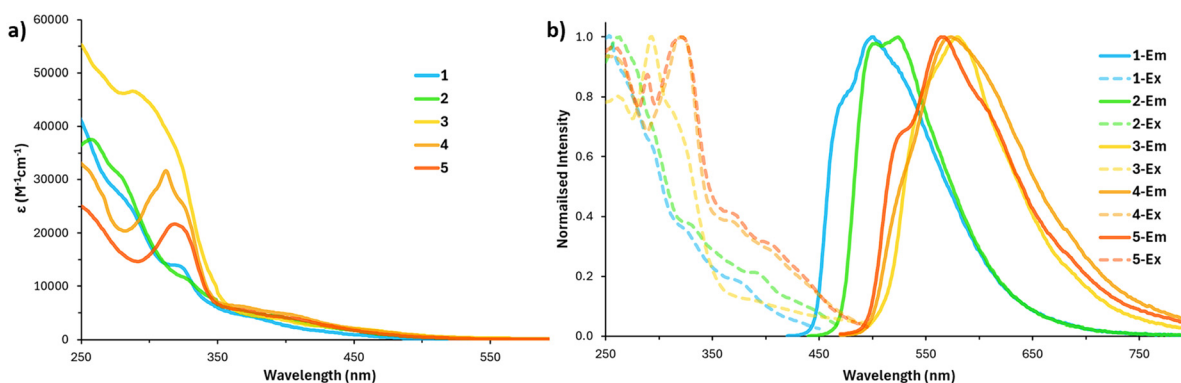 a)
60000
50000
40000
30000
20000
10000
0
ε (M⁻¹cm⁻¹)
250
350
450
550
Wavelength (nm)
1
2
3
4
5
b)
1.0
0.8
0.6
0.4
0.2
0.0
Normailsed Intensity
250
350
450
550
650
750
Wavelength (nm)
1-Em
1-Ex
2-Em
2-Ex
3-Em
3-Ex
4-Em
4-Ex
5-Em
5-Ex